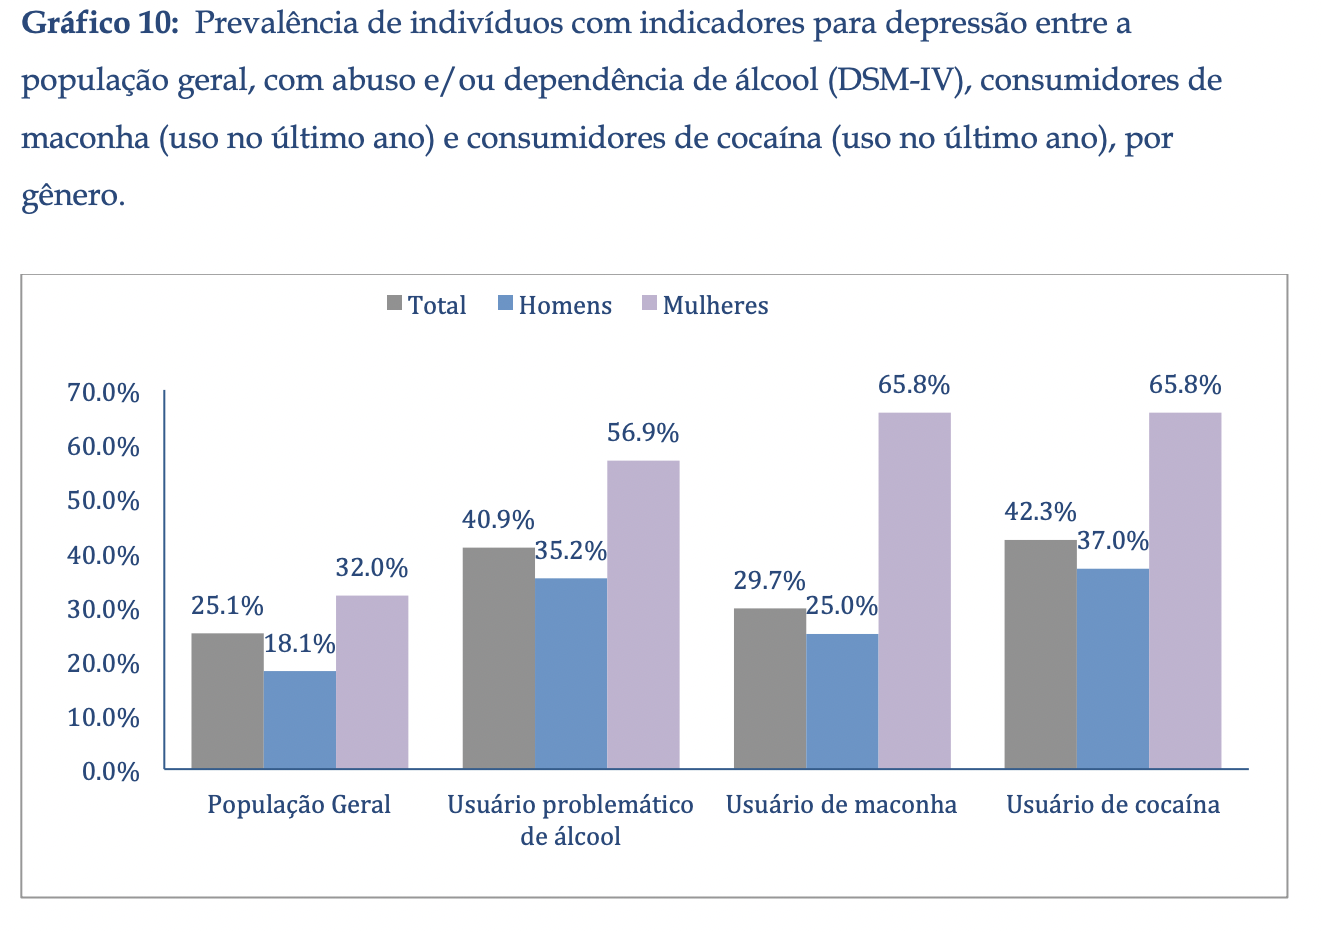 Gráfico 10: Prevalência de indivíduos com indicadores para depressão entre a
população geral, com abuso e/ou dependência de álcool (DSM-IV), consumidores de
maconha (uso no último ano) e consumidores de cocaína (uso no último ano), por
gênero.
Total Homens Mulheres
70.0%
60.0%
50.0%
40.0%
30.0%
20.0%
10.0%
0.0%
25.1% 18.1% 32.0%
40.9% 35.2% 56.9%
29.7% 25.0% 65.8%
42.3% 37.0% 65.8%
População Geral
Usuário problemático
de álcool
Usuário de maconha
Usuário de cocaína